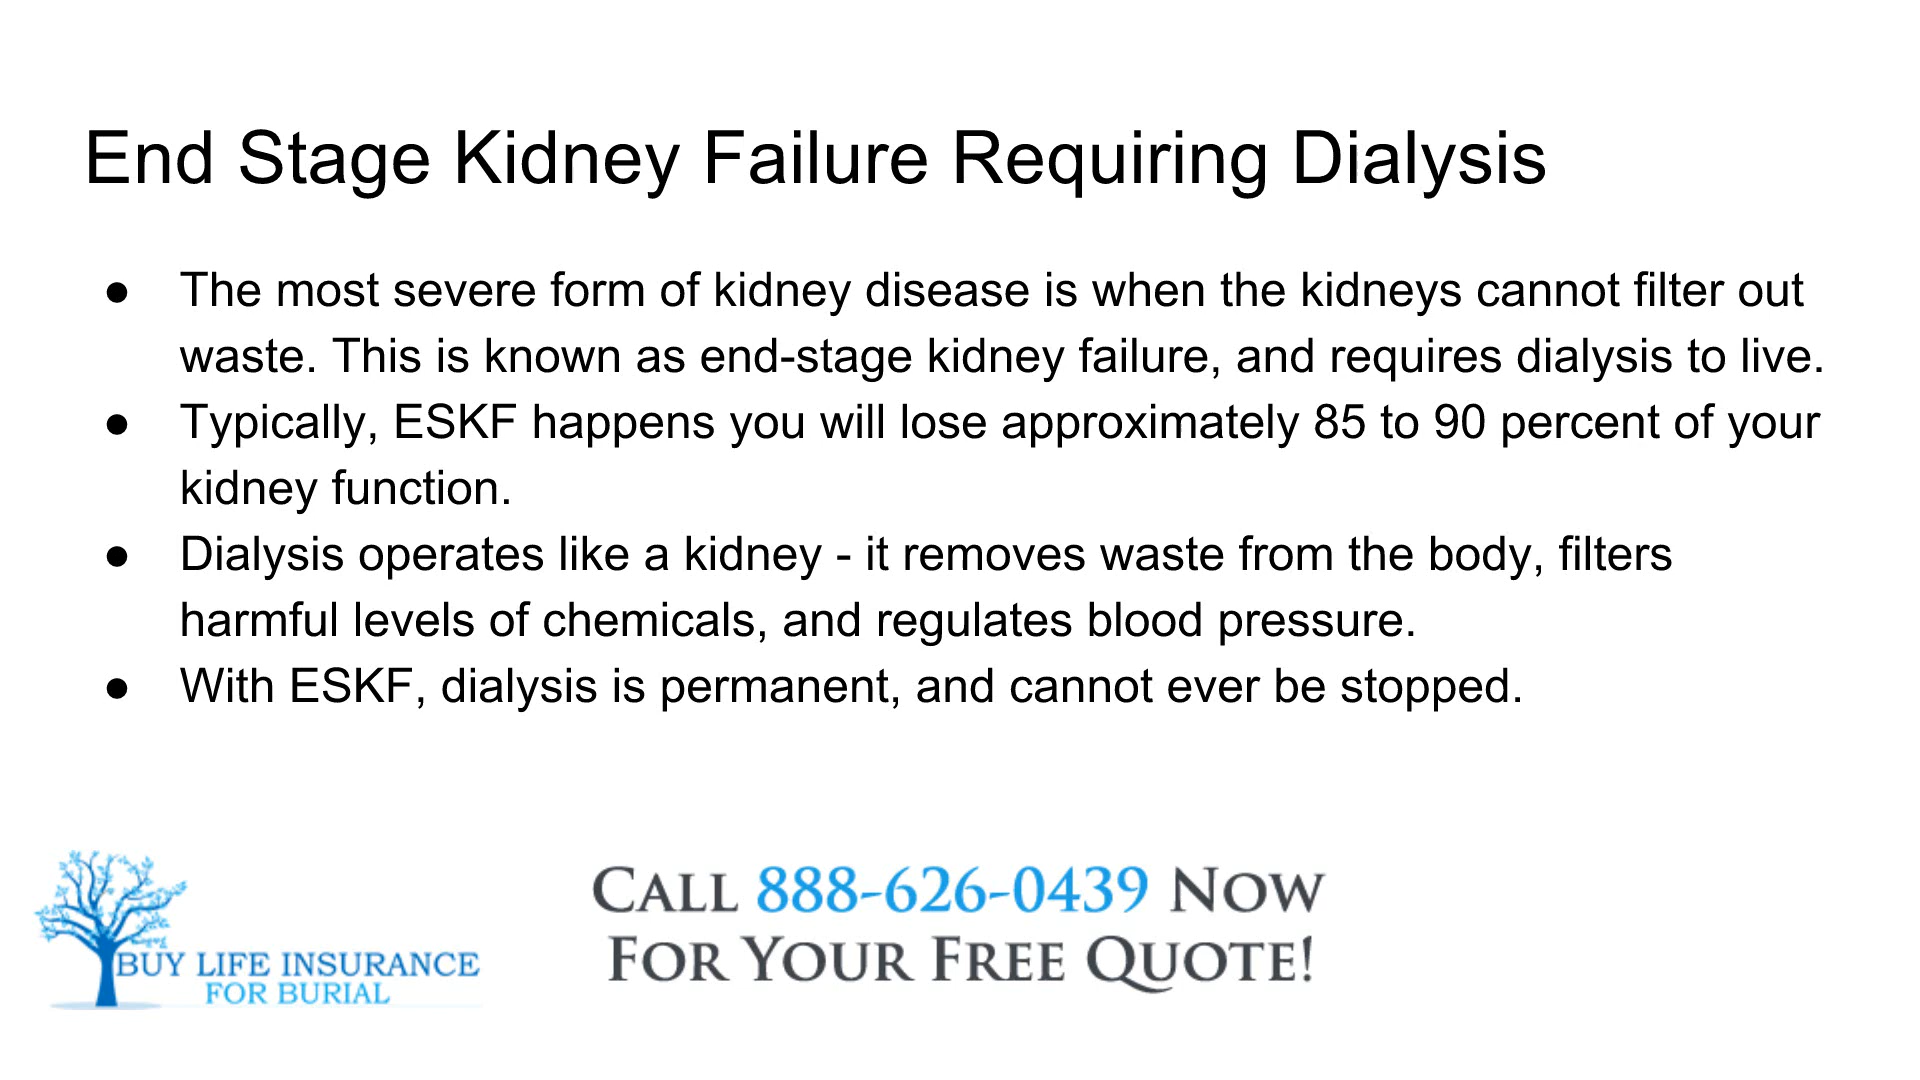 End Stage Kidney Failure Requiring Dialysis
● The most severe form of kidney disease is when the kidneys cannot filter out
waste. This is known as end-stage kidney failure, and requires dialysis to live.
● Typically, ESKF happens you will lose approximately 85 to 90 percent of your
kidney function.
● Dialysis operates like a kidney - it removes waste from the body, filters
harmful levels of chemicals, and regulates blood pressure.
● With ESKF, dialysis is permanent, and cannot ever be stopped.
BUY LIFE INSURANCE
FOR BURIAL
CALL 888-626-0439 NOW
FOR YOUR FREE QUOTE!